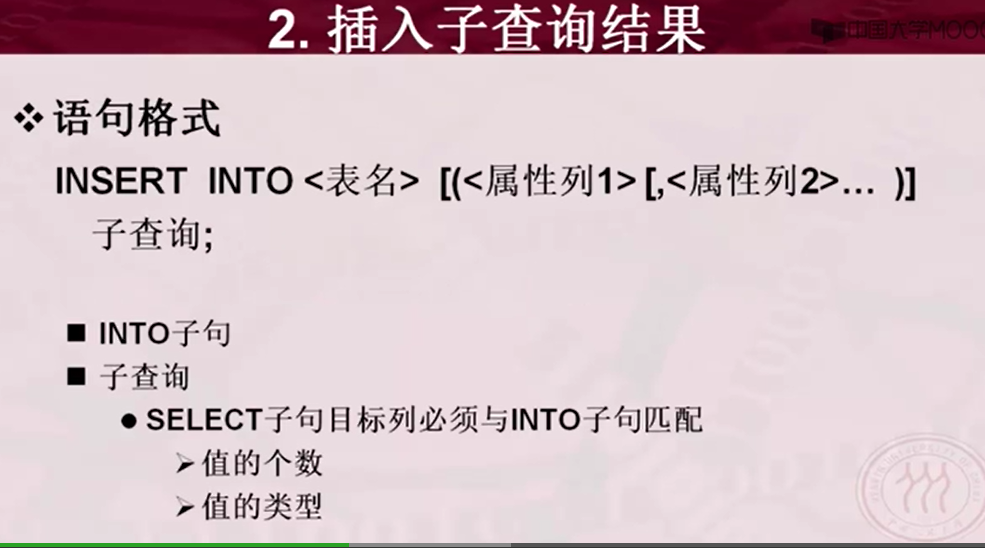 2. 插入子查询结果
中国大学MOOC
语句格式
INSERT INTO <表名> [(<属性列1> [,<属性列2>… )]
子查询;
INTO子句
子查询
SELECT子句目标列必须与INTO子句匹配
值的个数
值的类型